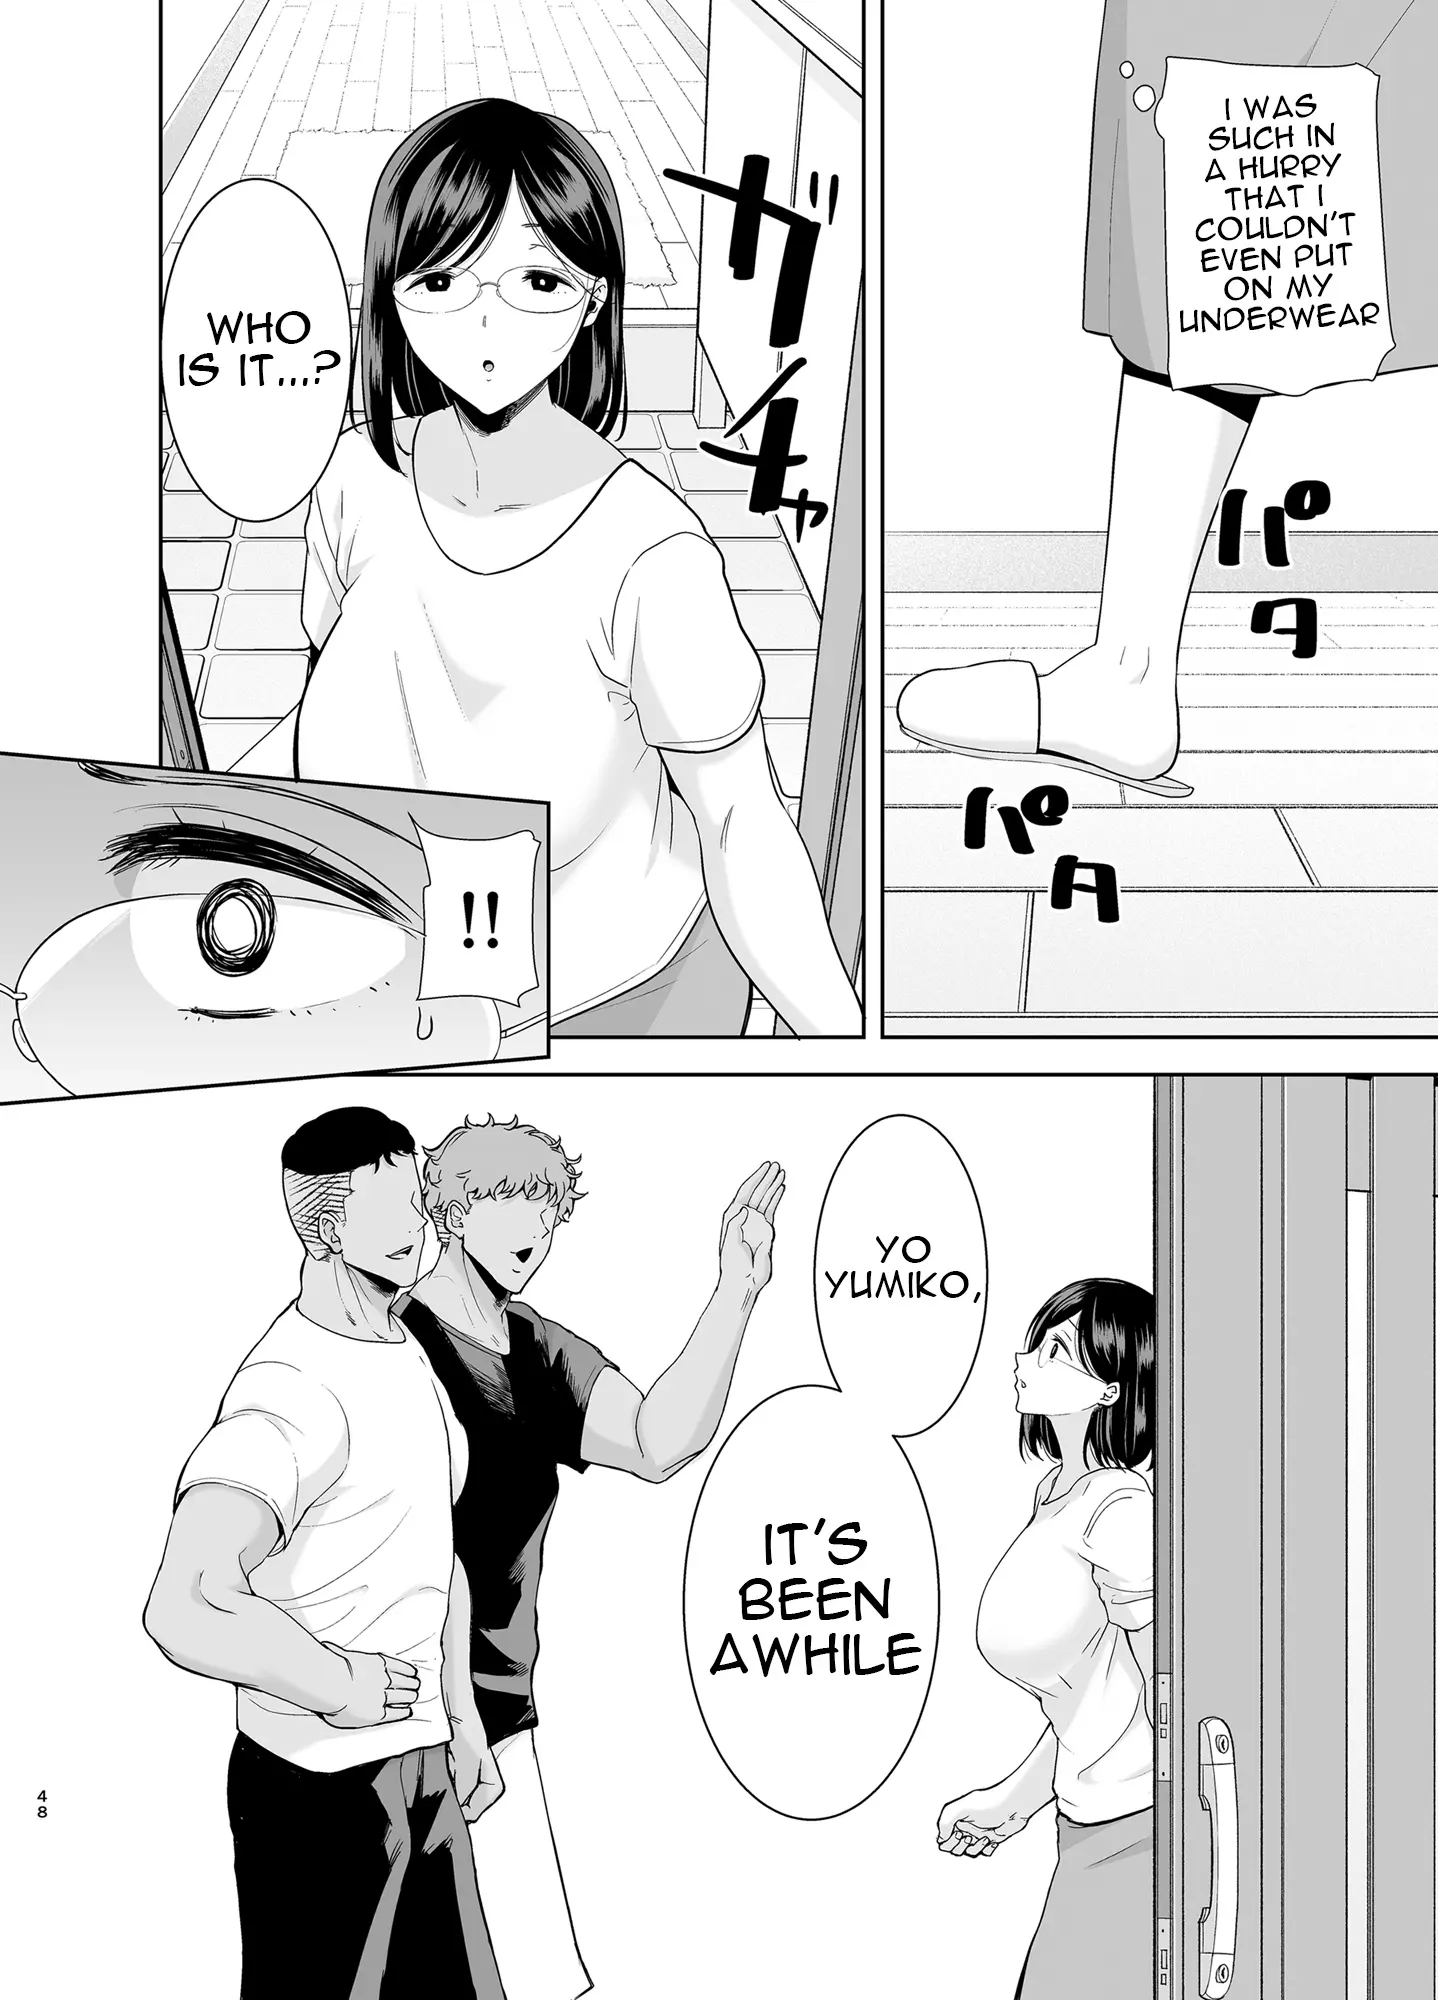 I WAS
SUCH IN
A HURRY
THAT I
COULDN'T
EVEN PUT
ON MY
UNDERWEAR
パタ
パタ
ガチャ
WHO
IS IT...?
!!
YO
YUMIKO,
IT'S
BEEN
AWHILE
48